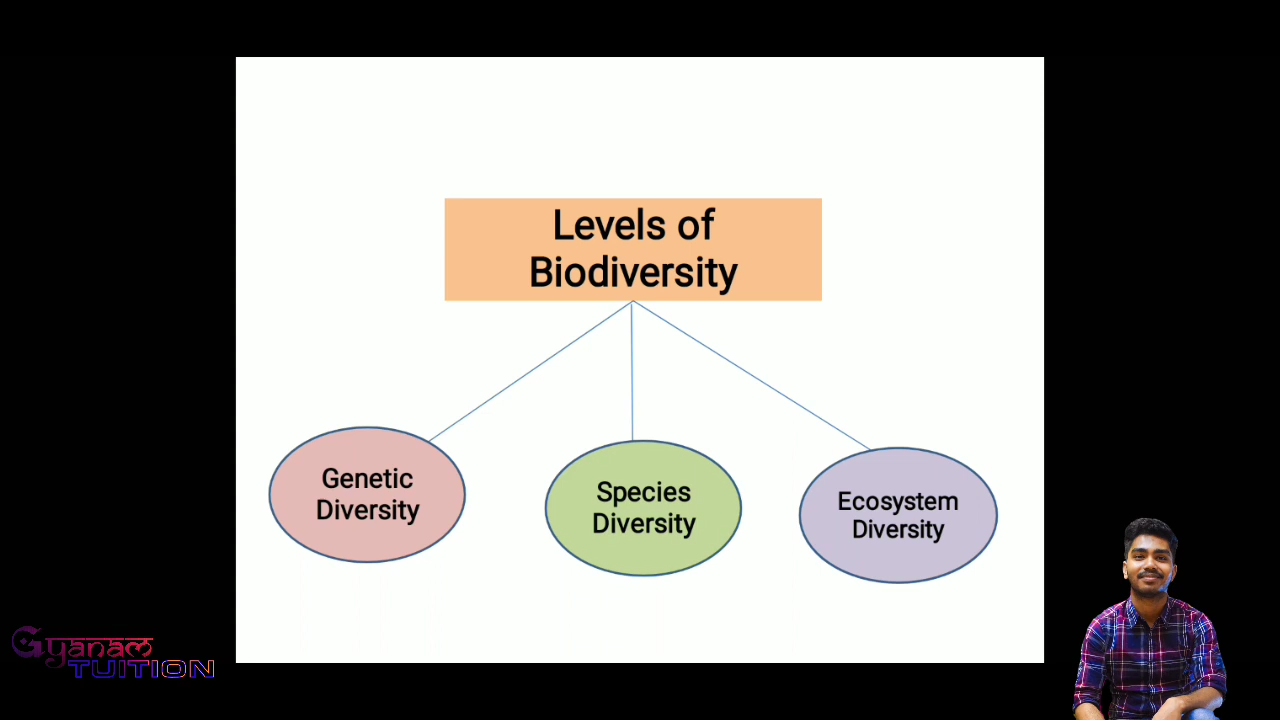 Levels of
Biodiversity
Genetic
Diversity
Species
Diversity
Ecosystem
Diversity
Gyanam
TUITION